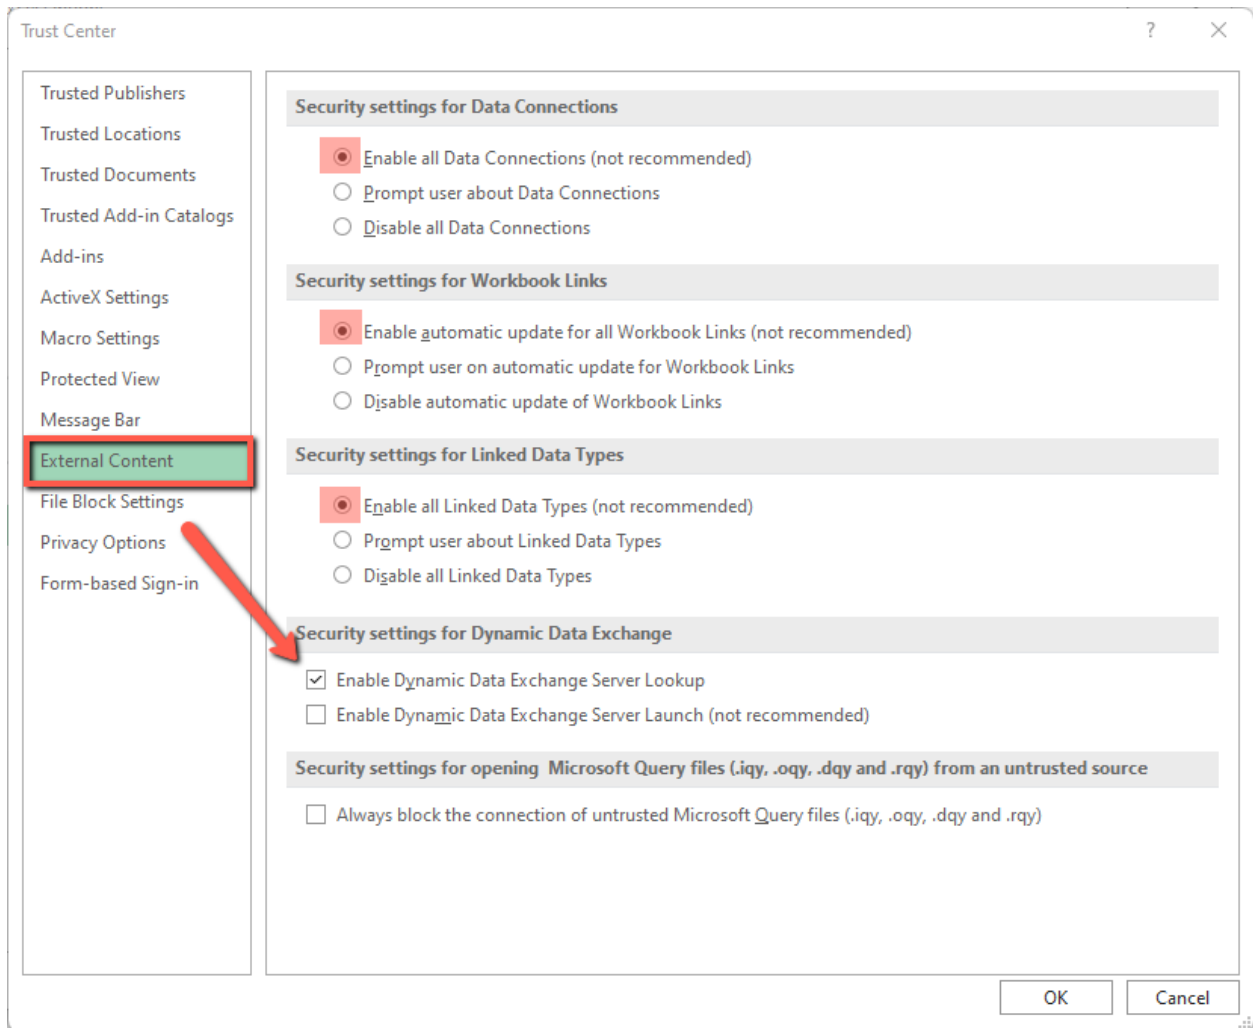 Trust Center
?
Trusted Publishers
Trusted Locations
Trusted Documents
Trusted Add-in Catalogs
Add-ins
ActiveX Settings
Macro Settings
Protected View
Message Bar
External Content
File Block Settings
Privacy Options
Form-based Sign-in
Security settings for Data Connections
Enable all Data Connections (not recommended)
Prompt user about Data Connections
Disable all Data Connections
Security settings for Workbook Links
Enable automatic update for all Workbook Links (not recommended)
Prompt user on automatic update for Workbook Links
Disable automatic update of Workbook Links
Security settings for Linked Data Types
Enable all Linked Data Types (not recommended)
Prompt user about Linked Data Types
Disable all Linked Data Types
Security settings for Dynamic Data Exchange
Enable Dynamic Data Exchange Server Lookup
Enable Dynamic Data Exchange Server Launch (not recommended)
Security settings for opening  Microsoft Query files (.iqy, .oqy, .dqy and .rqy) from an untrusted source
Always block the connection of untrusted Microsoft Query files (.iqy, .oqy, .dqy and .rqy)
OK
Cancel